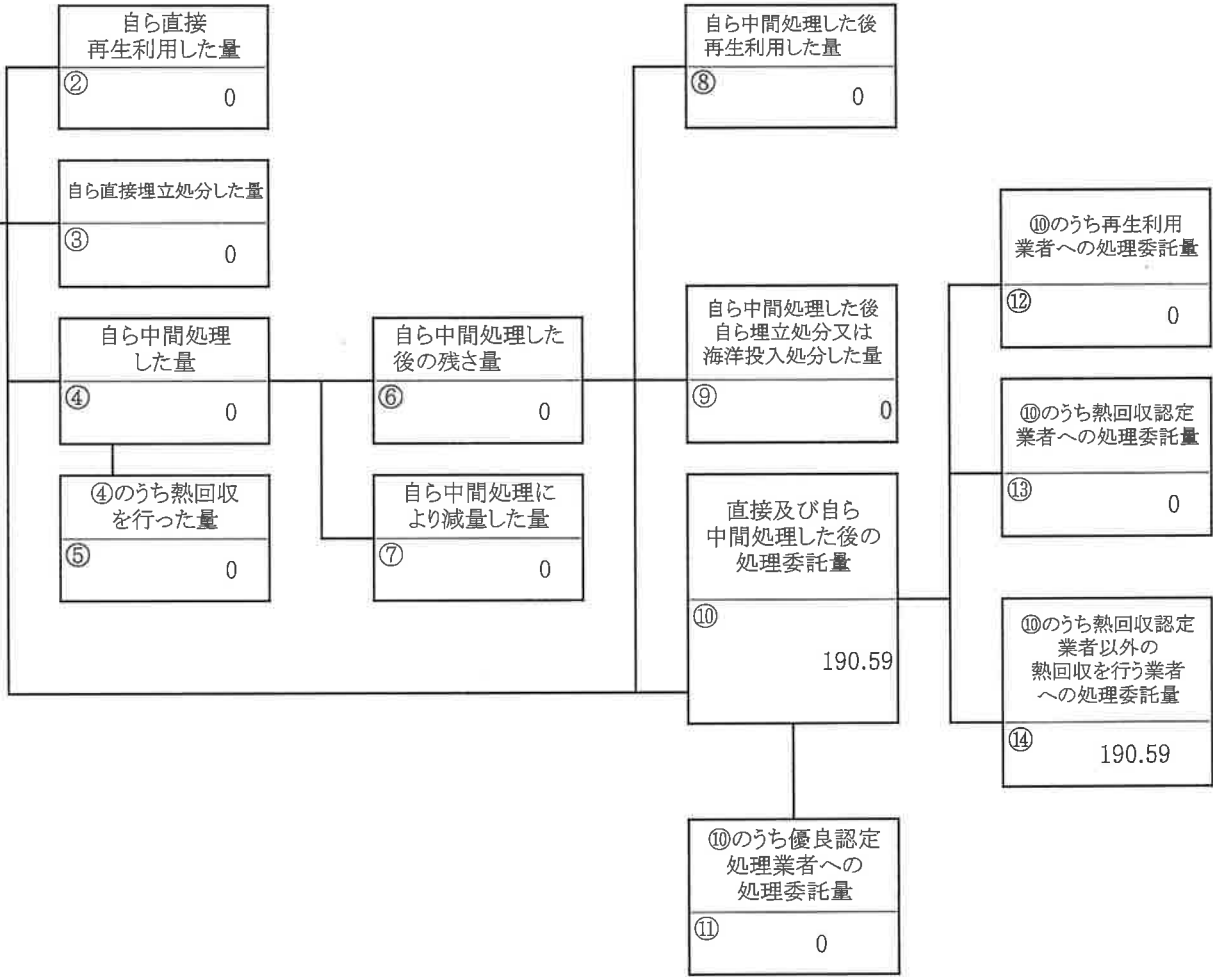 自ら直接
再生利用した量
②
0
自ら直接埋立処分した量
③
0
自ら中間処理
した量
④
0
④のうち熱回収
を行った量
⑤
0
自ら中間処理した
後の残さ量
⑥
0
自ら中間処理に
より減量した量
⑦
0
自ら中間処理した後
再生利用した量
⑧
0
自ら中間処理した後
自ら埋立処分又は
海洋投入処分した量
⑨
0
直接及び自ら
中間処理した後の
処理委託量
⑩
190.59
⑩のうち優良認定
処理業者への
処理委託量
⑪
0
⑩のうち再生利用
業者への処理委託量
⑫
0
⑩のうち熱回収認定
業者への処理委託量
⑬
0
⑩のうち熱回収認定
業者以外の
熱回収を行う業者
への処理委託量
⑭
190.59